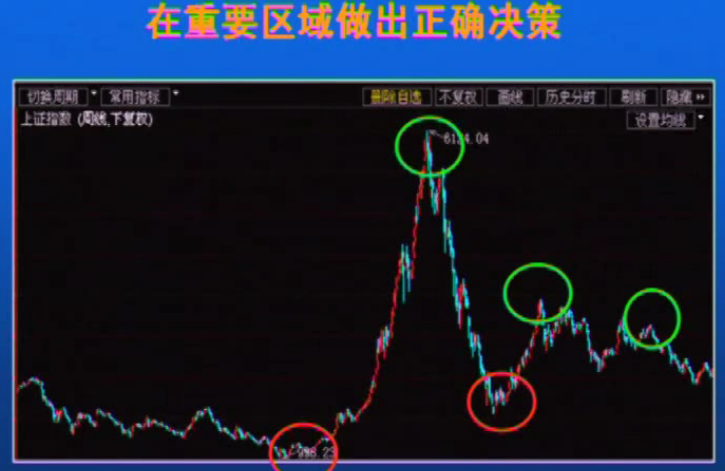 在重要区域做出正确决策
切换周期 常用指标 删除自选 不复权 画线 历史分时 刷新 隐藏
上证指数 (周线,下复权) 设置均线
6124.04
998.23